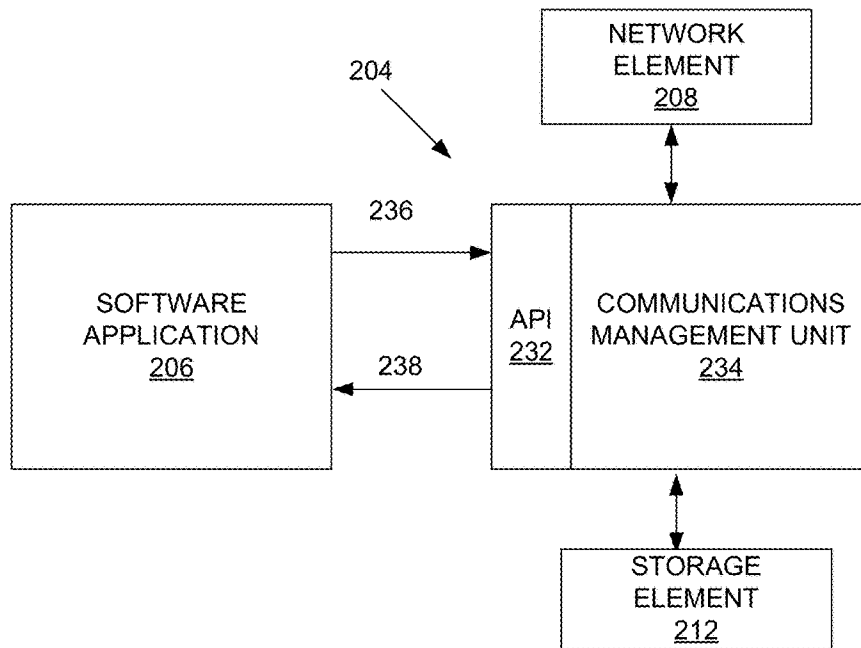 NETWORK
ELEMENT
208
204
236
SOFTWARE
APPLICATION
206
API
232
COMMUNICATIONS
MANAGEMENT UNIT
234
238
STORAGE
ELEMENT
212